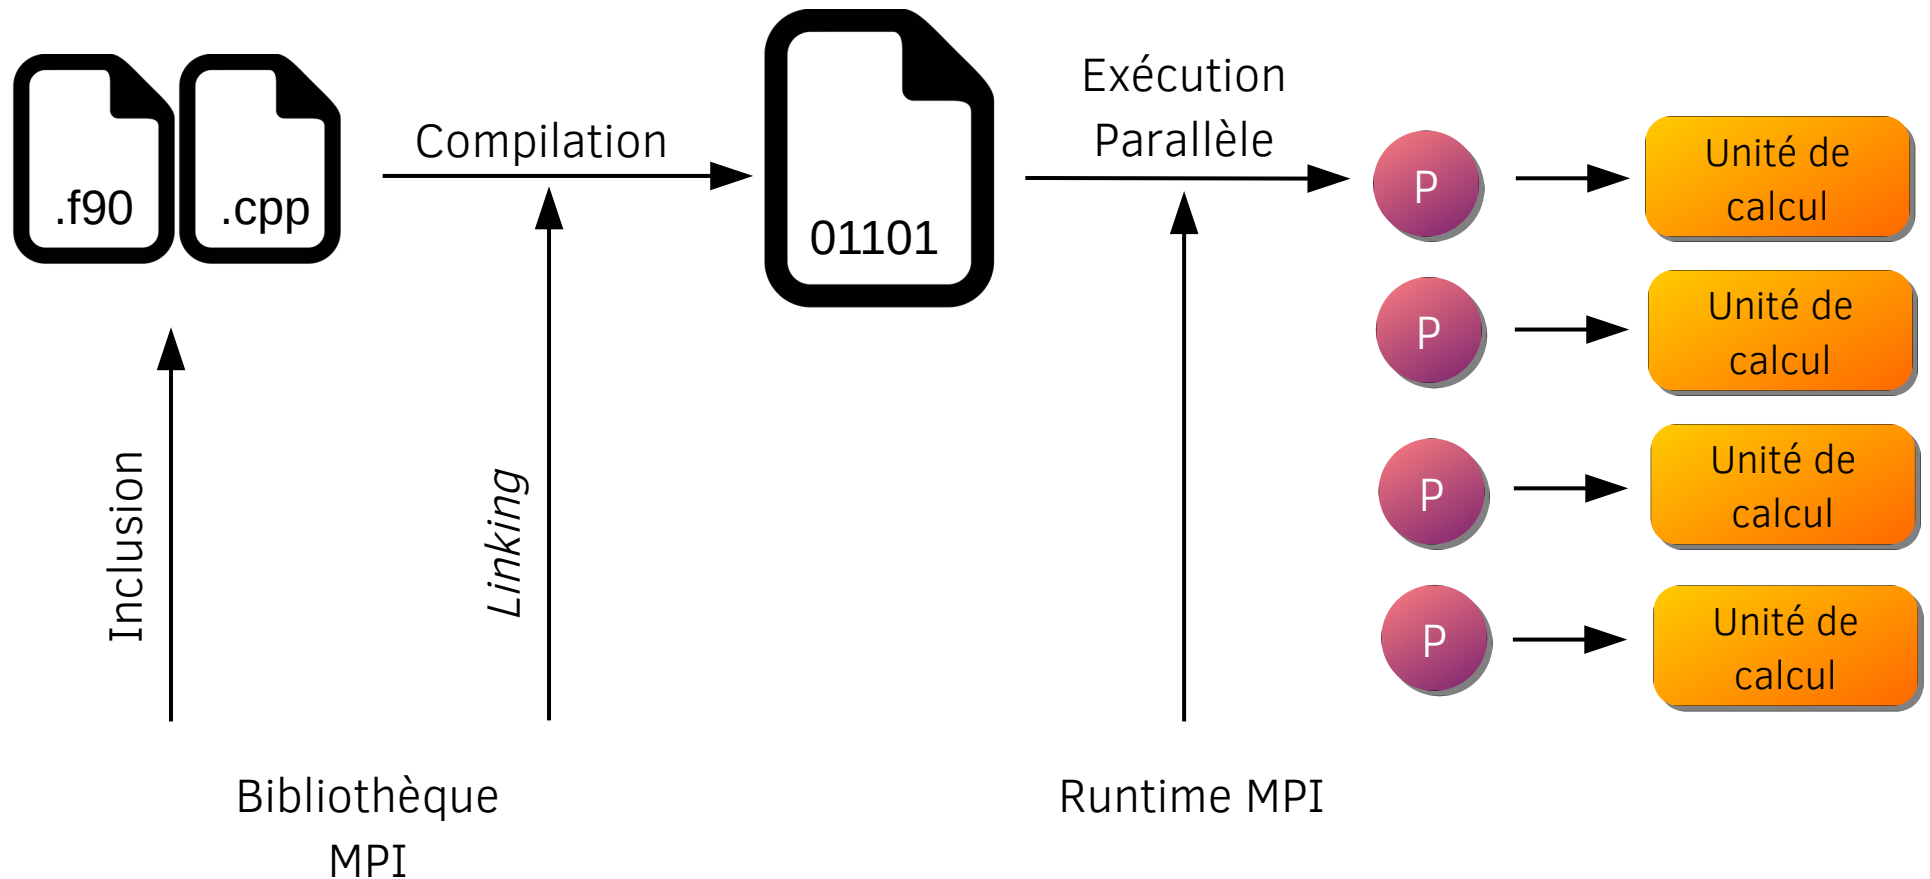 .f90
.cpp
Compilation
01101
Exécution
Parallèle
P
Unité de
calcul
P
Unité de
calcul
P
Unité de
calcul
P
Unité de
calcul
Inclusion
Linking
Bibliothèque
MPI
Runtime MPI